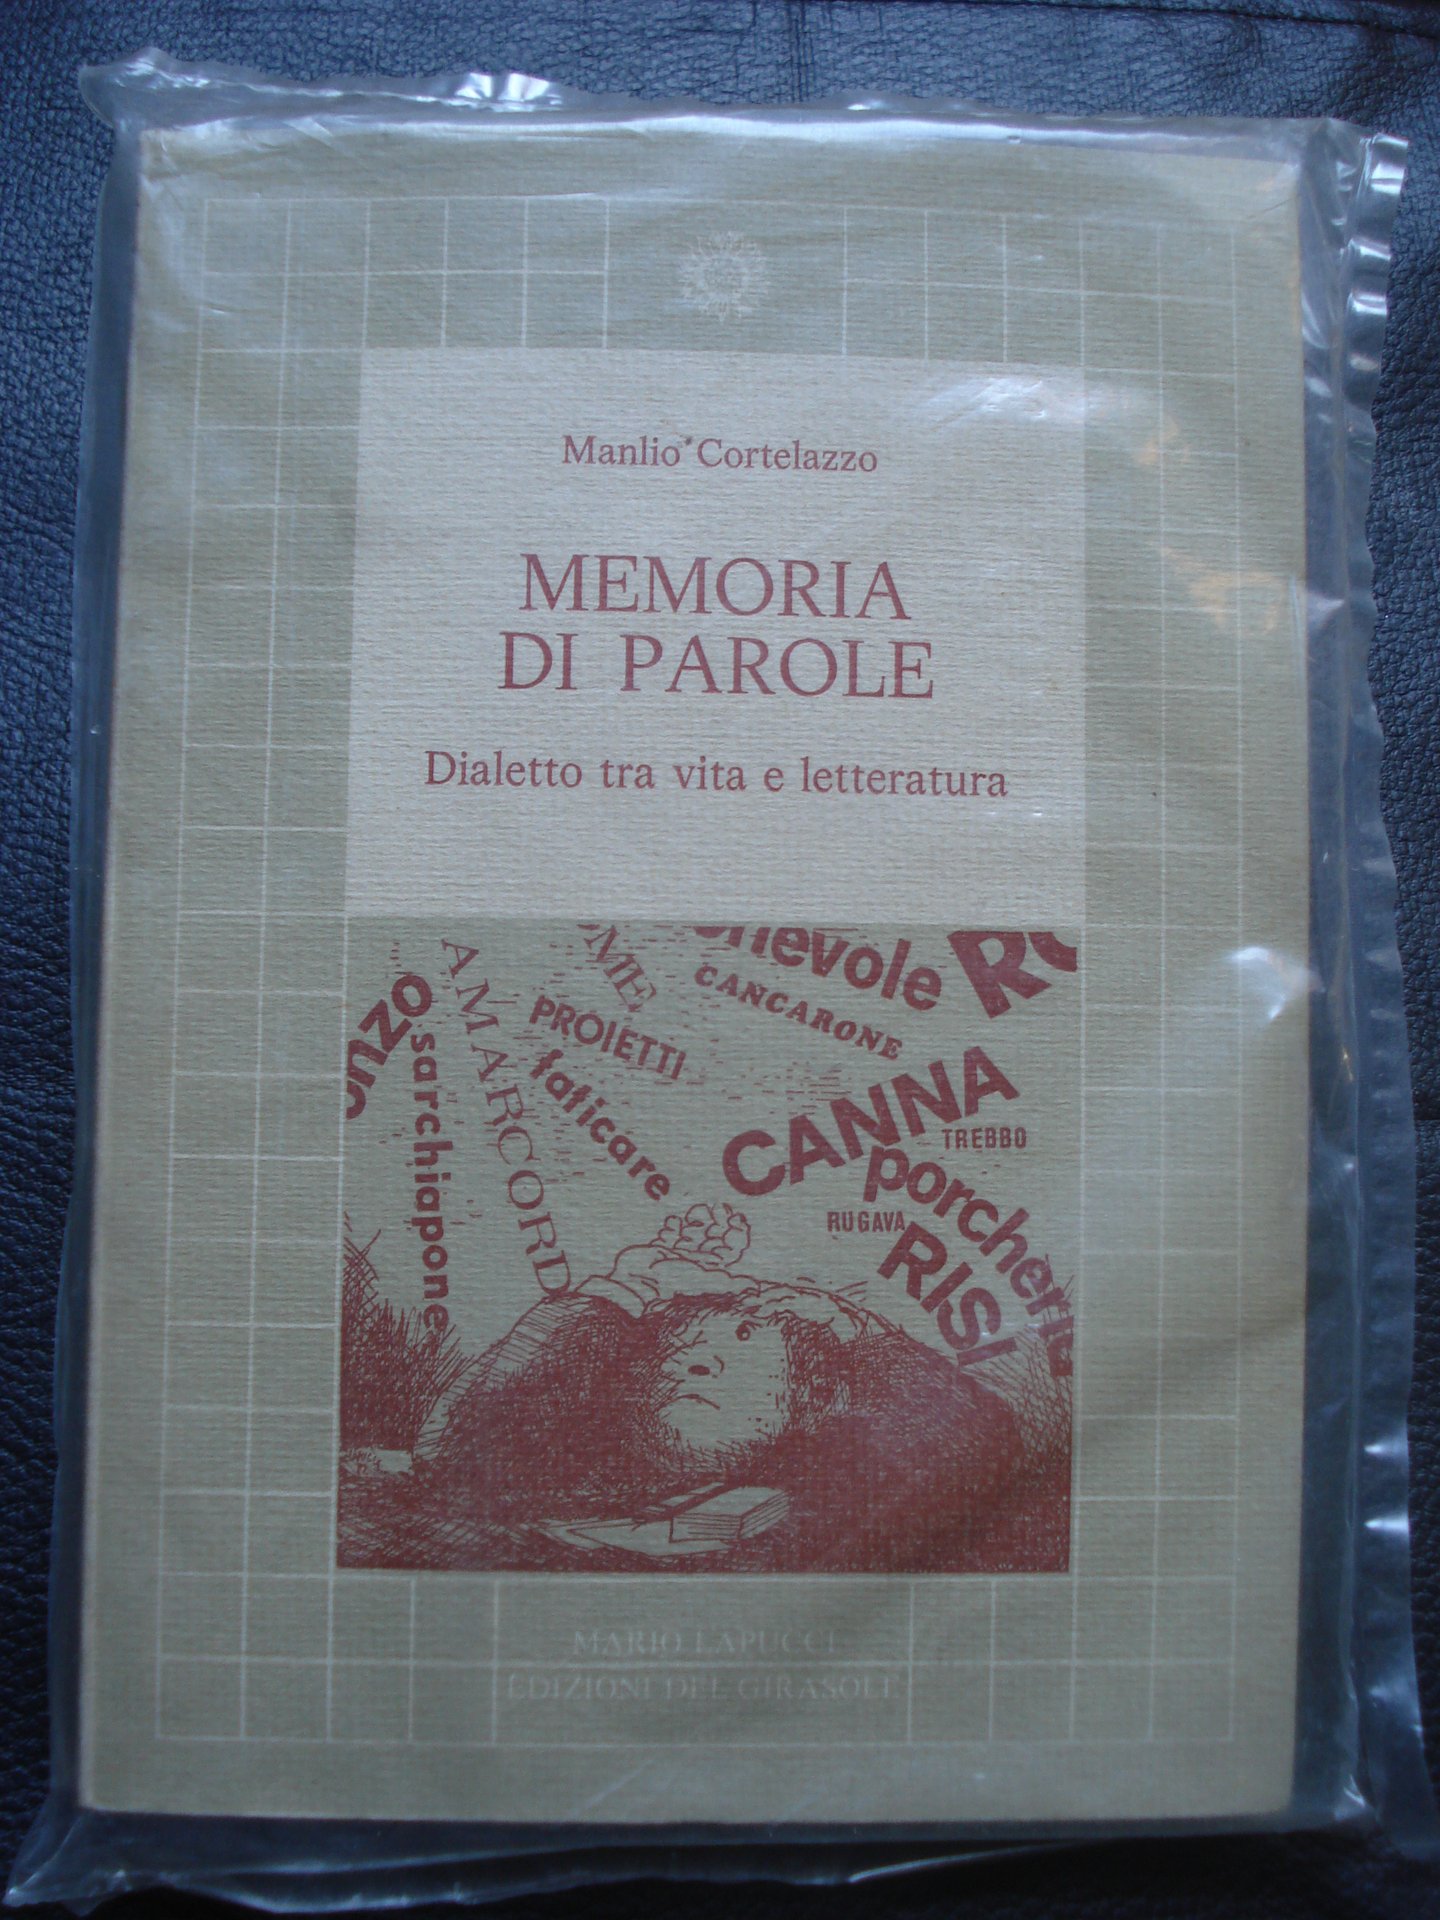 Manlio Cortelazzo
MEMORIA
DI PAROLE
Dialetto tra vita e letteratura
AMARCORD
sarchiapone
PROIETTI
faticare
CANCARONE
CANNA
TREBBO
RUGAVA
RISI
MARIO LAPUCCI
EDIZIONI DEL GIRASOLE